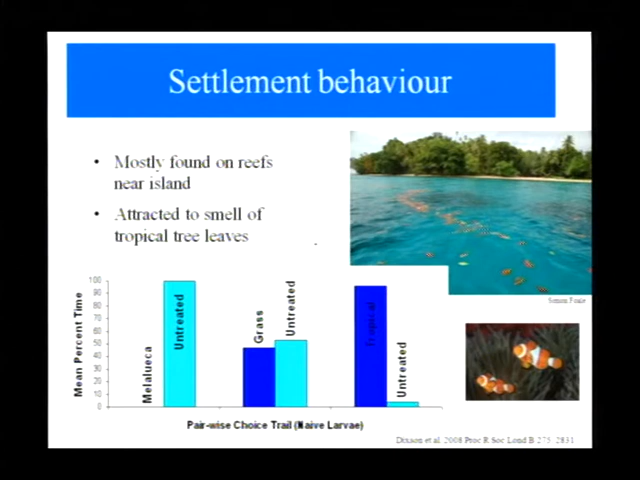 Settlement behaviour
• Mostly found on reefs
near island
• Attracted to smell of
tropical tree leaves
Mean Percent Time
100
90
80
70
60
50
40
30
20
10
0
Melalueca
Untreated
Grass
Untreated
Tropical
Untreated
Pair-wise Choice Trail (Naive Larvae)
Simon Foale
Dixson et al. 2008 Proc R Soc Lond B 275: 2831